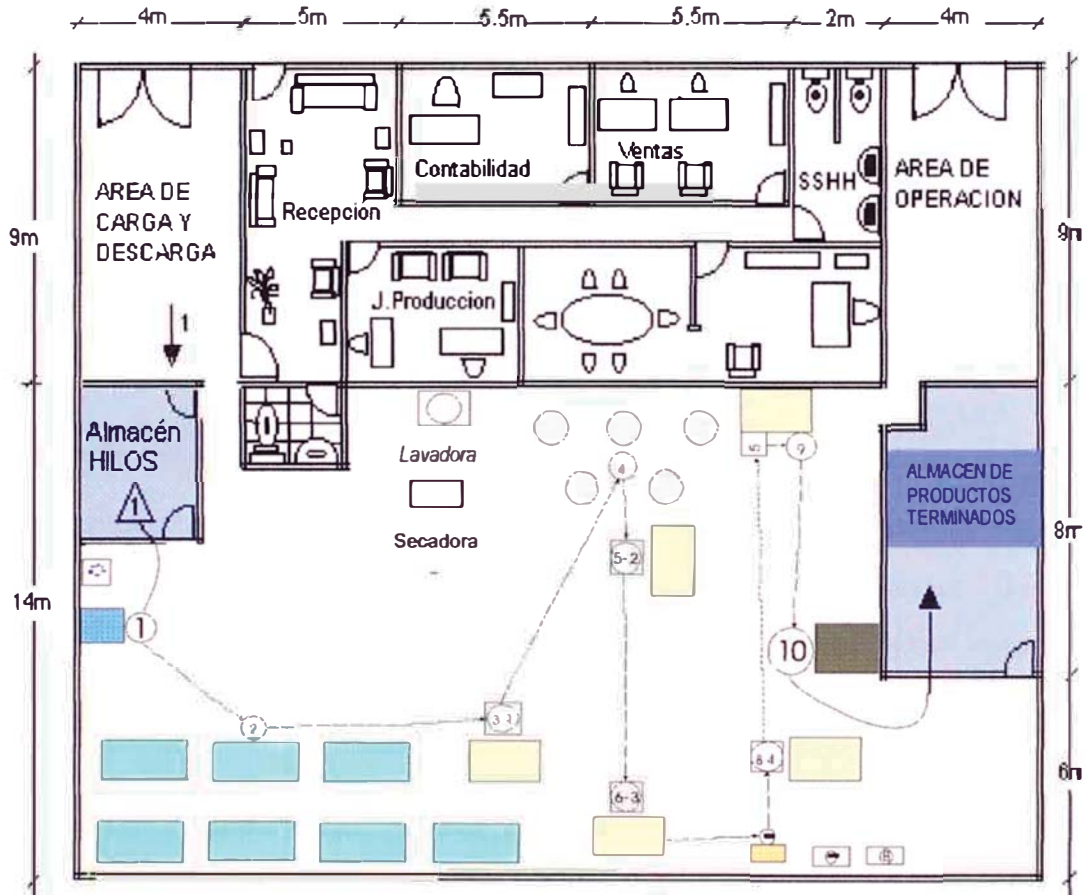 4m 5m 5.5m 5.5m 2m 4m
9m
14m
9m
8m
6m
AREA DE
CARGA Y
DESCARGA
1
Recepción
Contabilidad
Ventas
SSHH
AREA DE
OPERACION
J.Produccion
Almacén
HILOS
1
Lavadora
Secadora
ALMACEN DE
PRODUCTOS
TERMINADOS
1
2
3-1
4
5-2
6-3
8-4
5
9
10